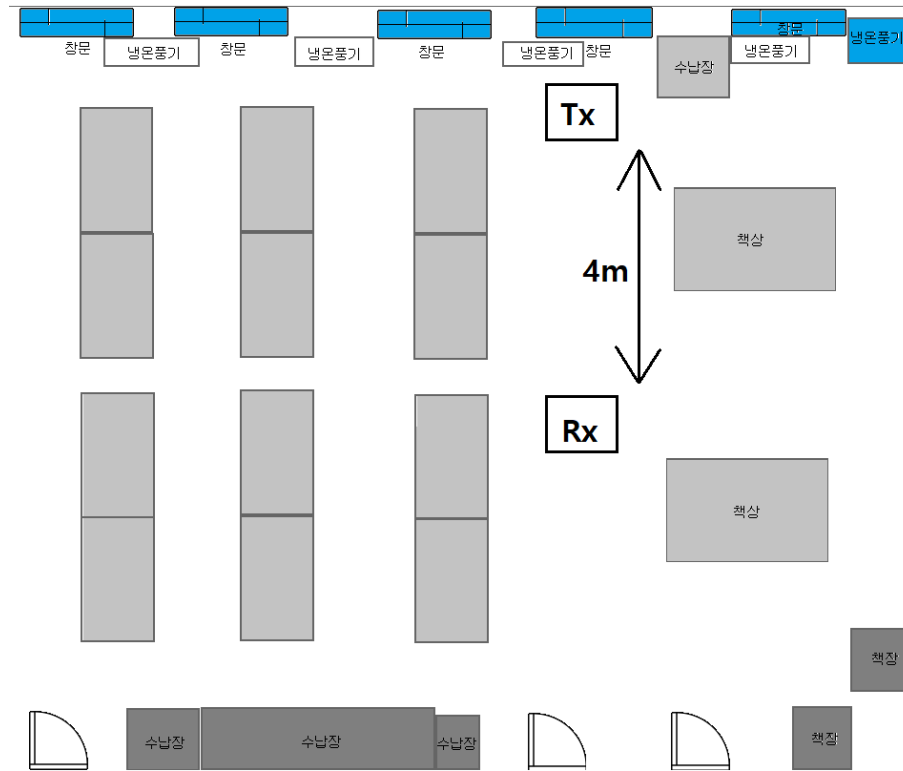 창문
냉온풍기
창문
냉온풍기
창문
냉온풍기
창문
창문
냉온풍기
냉온풍기
수납장
Tx
책상
4m
Rx
책상
책장
수납장
수납장
수납장
책장